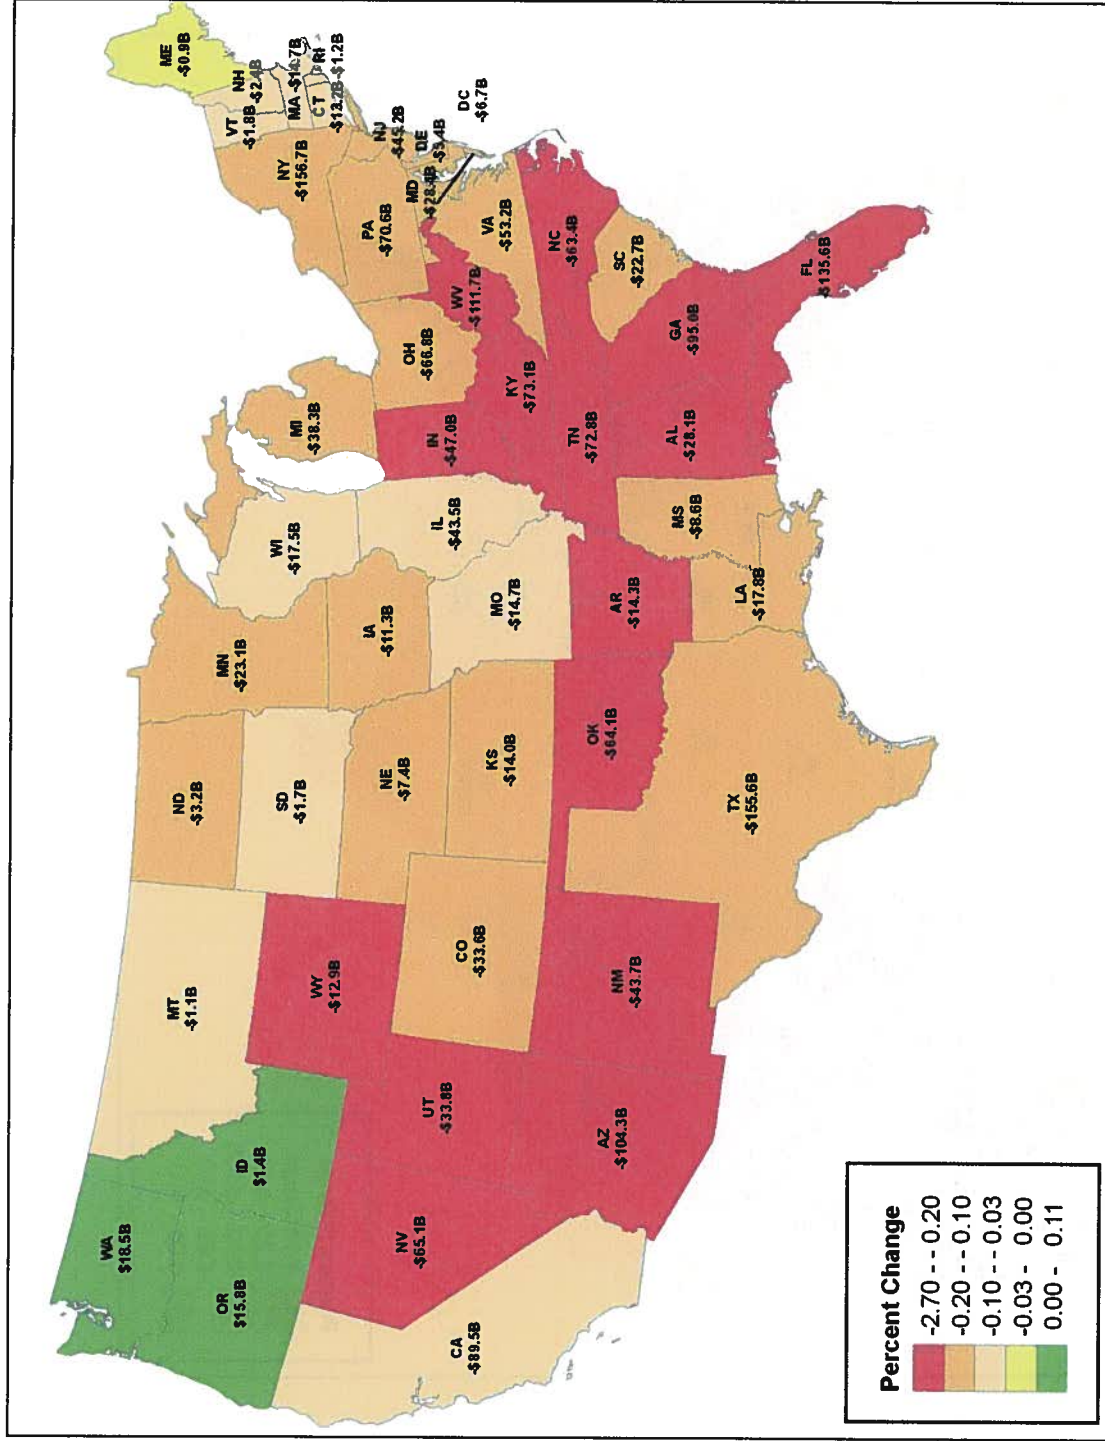 WA
$18.5B
OR
$15.8B
ID
$1.4B
MT
-$1.1B
ND
-$3.2B
MN
-$23.1B
WI
-$17.5B
MI
-$38.3B
NY
-$156.7B
VT
-$1.8B
NH
-$2.4B
ME
-$0.9B
MA
-$14.7B
CT
-$13.2B
RI
-$1.2B
CA
-$89.5B
NV
-$65.1B
UT
-$33.8B
WY
-$12.9B
SD
-$1.7B
NE
-$7.4B
IA
-$11.3B
IL
-$43.5B
IN
-$47.0B
OH
-$66.8B
PA
-$70.6B
NJ
-$45.2B
DE
-$5.4B
MD
-$28.4B
DC
-$6.7B
CO
-$33.6B
KS
-$14.0B
MO
-$14.7B
KY
-$73.1B
WV
-$111.7B
VA
-$53.2B
AZ
-$104.3B
NM
-$43.7B
OK
-$64.1B
AR
-$14.3B
TN
-$72.8B
NC
-$63.4B
SC
-$22.7B
TX
-$155.6B
LA
-$17.8B
MS
-$8.6B
AL
-$28.1B
GA
-$95.0B
FL
-$135.6B
Percent Change
-2.70 - - 0.20
-0.20 - - 0.10
-0.10 - - 0.03
-0.03 - 0.00
0.00 - 0.11